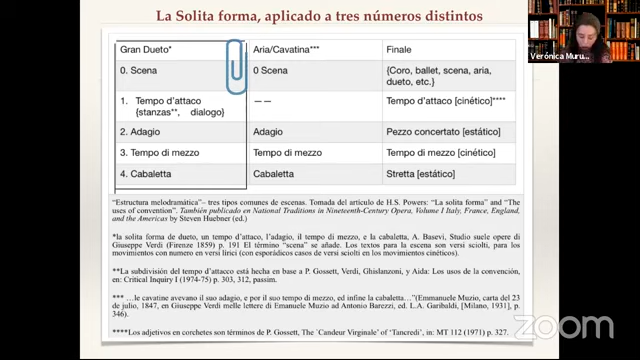 La Solita forma, aplicado a tres números distintos
Gran Dueto* Aria/Cavatina*** Finale
0. Scena 0 Scena {Coro, ballet, scena, aria,
dueto, etc.}
1. Tempo d'attaco —— Tempo d'attaco [cinético]****
{stanzas**, dialogo}
2. Adagio Adagio Pezzo concertato [estático]
3. Tempo di mezzo Tempo di mezzo Tempo di mezzo [cinético]
4. Cabaletta Cabaletta Stretta [estático]
"Estructura melodramática"– tres tipos comunes de escenas. Tomada del artículo de H.S. Powers: "La solita forma" and "The
uses of convention". También publicado en National Traditions in Nineteenth-Century Opera, Volume I Italy, France, England,
and the Americas by Steven Huebner (ed.)
*la solita forma de dueto, un tempo d'attacco, l'adagio, il tempo di mezzo, e la cabaletta, A. Basevi, Studio sulle opere di
Giuseppe Verdi (Firenze 1859) p. 191 El término "scena" se añade. Los textos para la escena son versi sciolti, para los
movimientos con numero en versi lirici (con esporádicos casos de versi sciolti en los movimientos cinéticos).
**La subdivisión del tempo d'attacco está hecha en base a P. Gossett, Verdi, Ghislanzoni, y Aida: Los usos de la convención,
en: Critical Inquiry I (1974-75) p. 303, 312, passim.
*** ...le cavatine avevano il suo adagio, e por il suo tempo di mezzo, ed infine la cabaletta..."(Emmanuele Muzio, carta del 23
de julio, 1847, en Giuseppe Verdi melle lettere di Emanuele Muzio ad Antonio Barezzi, ed. L.A. Garibaldi, [Milano, 1931], p.
346).
****Los adjetivos en corchetes son términos de P. Gossett, The `Candeur Virginale' of 'Tancredi', in: MT 112 (1971) p. 327.
Verónica Muru...
zoom